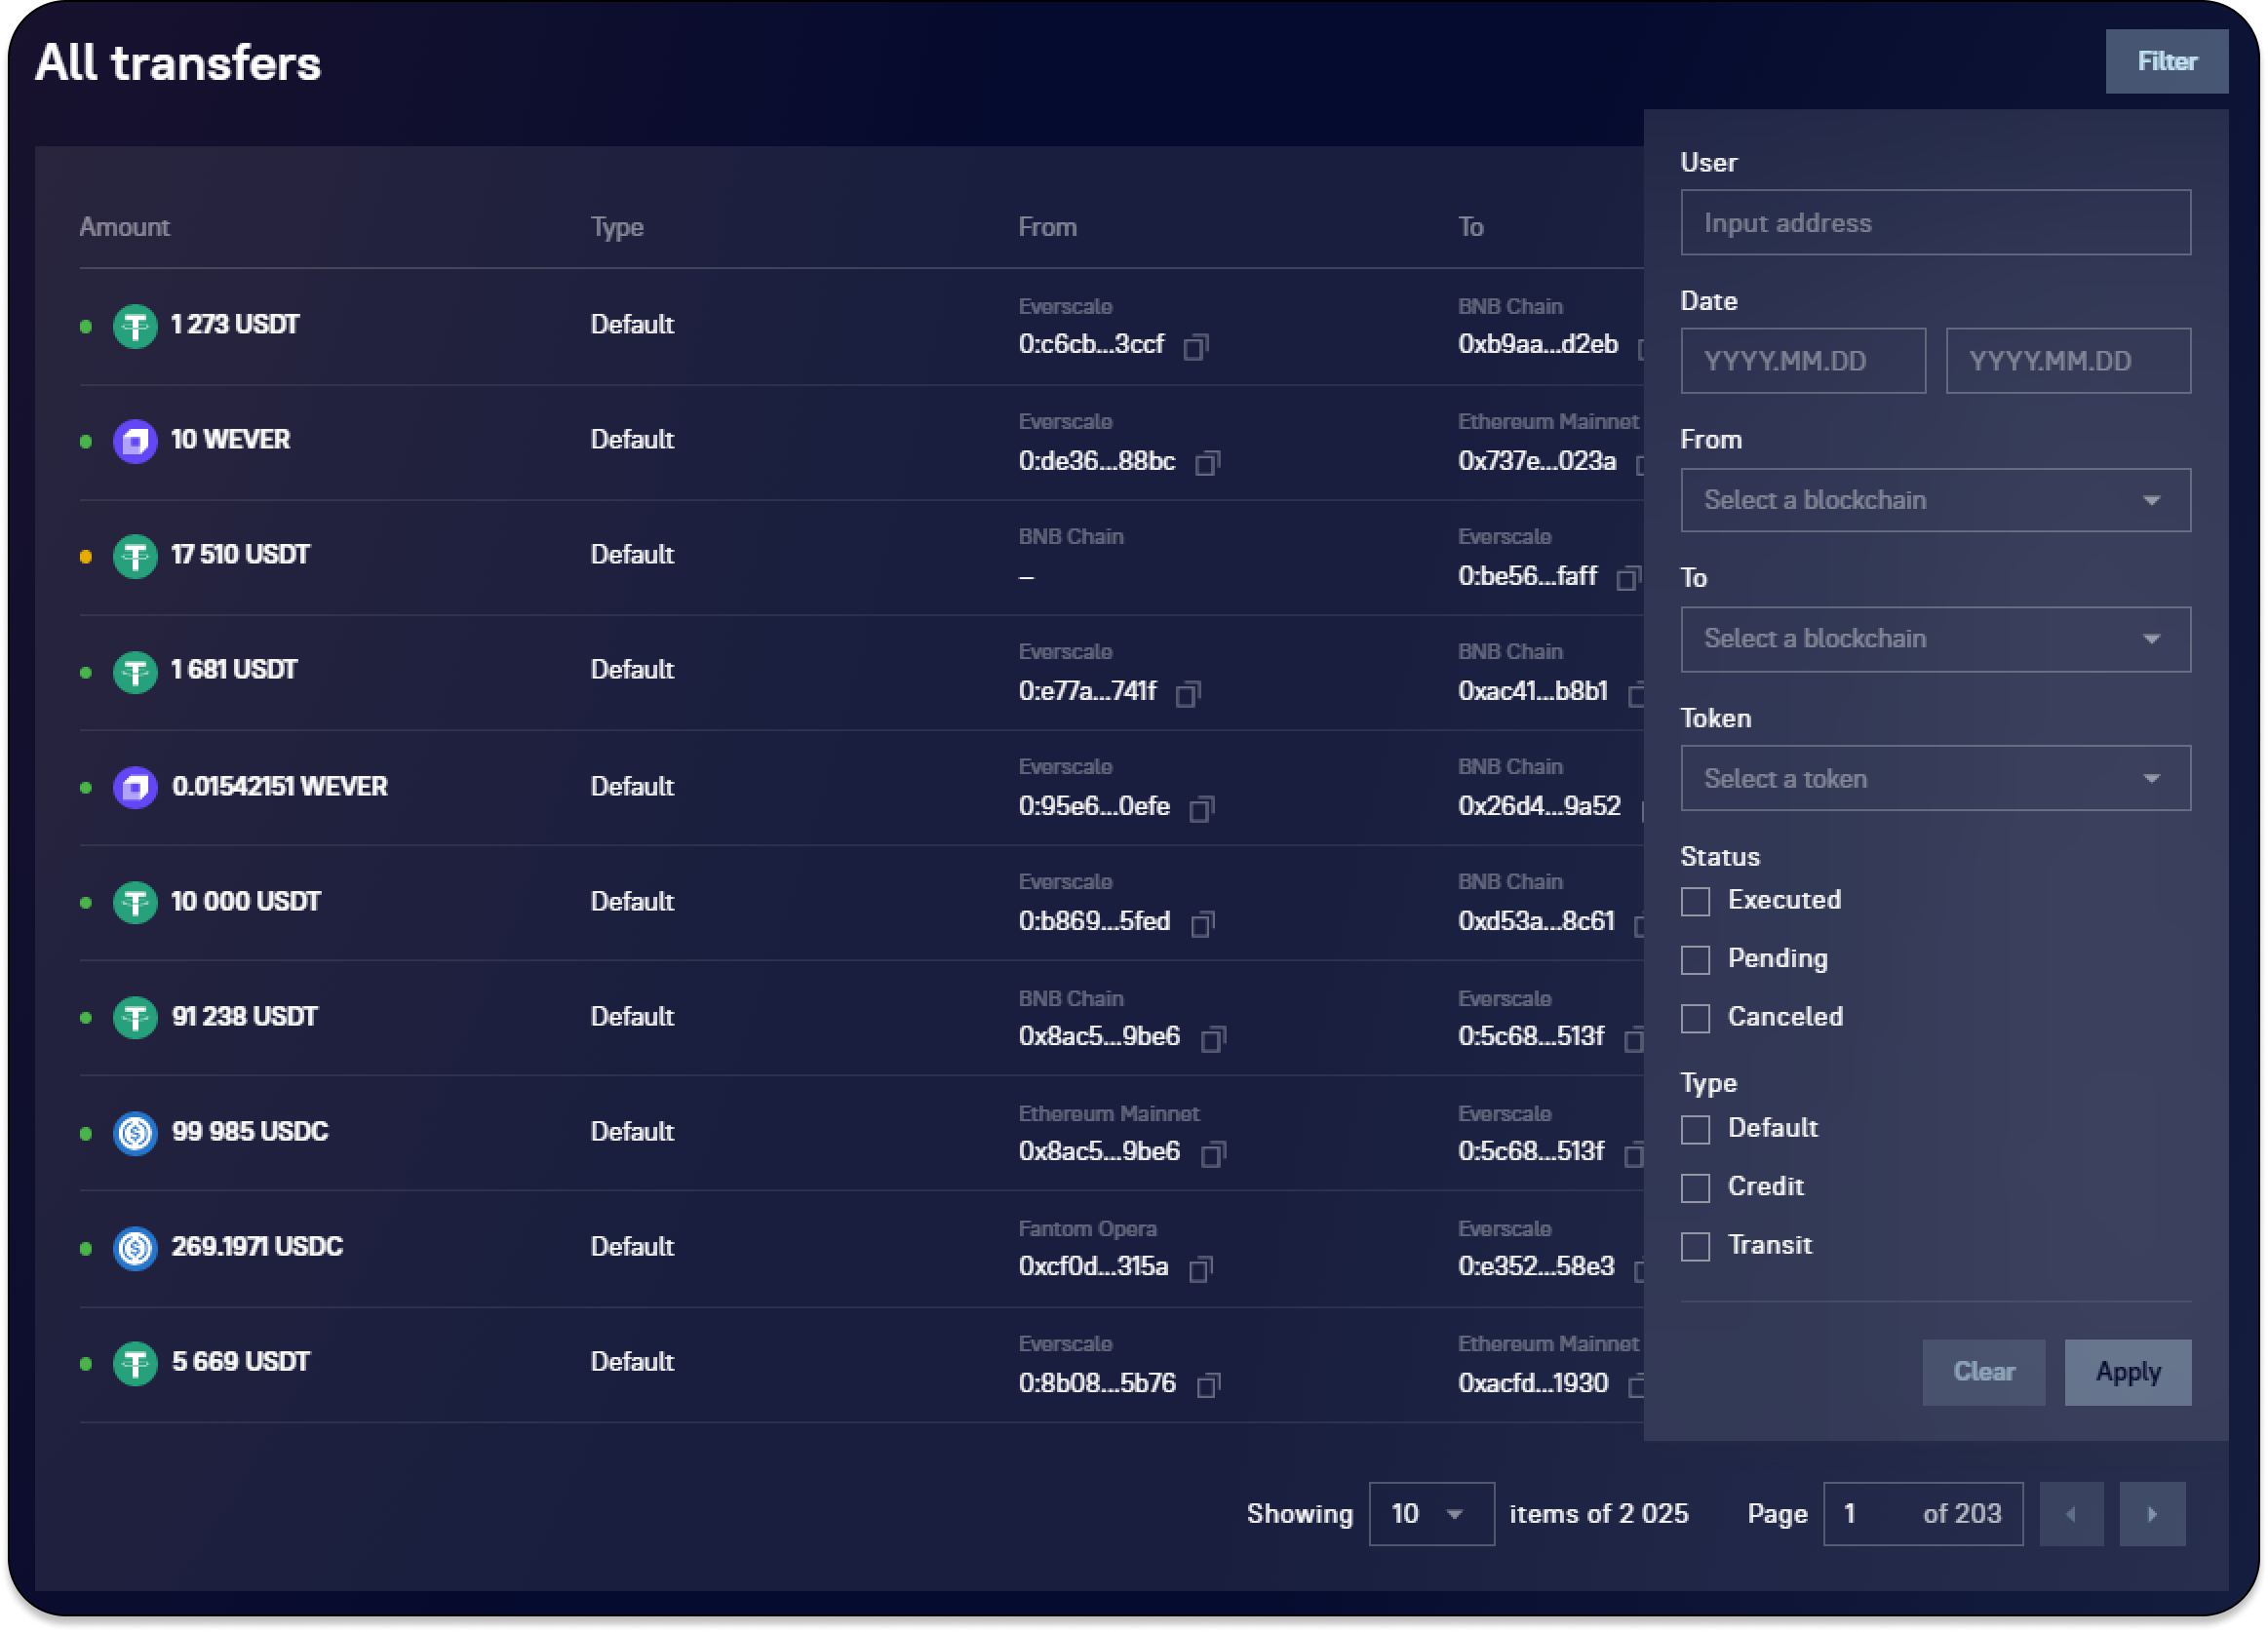 All transfers
Filter
Amount Type From To
1 273 USDT Default Everscale BNB Chain
0:c6cb...3ccf 0xb9aa...d2eb
10 WEVER Default Everscale Ethereum Mainnet
0:de36...88bc 0x737e...023a
17 510 USDT Default BNB Chain Everscale
– 0:be56...faff
1 681 USDT Default Everscale BNB Chain
0:e77a...741f 0xac41...b8b1
0.01542151 WEVER Default Everscale BNB Chain
0:95e6...0efe 0x26d4...9a52
10 000 USDT Default Everscale BNB Chain
0:b869...5fed 0xd53a...8c61
91 238 USDT Default BNB Chain Everscale
0x8ac5...9be6 0:5c68...513f
99 985 USDC Default Ethereum Mainnet Everscale
0x8ac5...9be6 0:5c68...513f
269.1971 USDC Default Fantom Opera Everscale
0xcf0d...315a 0:e352...58e3
5 669 USDT Default Everscale Ethereum Mainnet
0:8b08...5b76 0xacfd...1930
User
Input address
Date
YYYY.MM.DD YYYY.MM.DD
From
Select a blockchain
To
Select a blockchain
Token
Select a token
Status
Executed
Pending
Canceled
Type
Default
Credit
Transit
Clear Apply
Showing 10 items of 2 025 Page 1 of 203